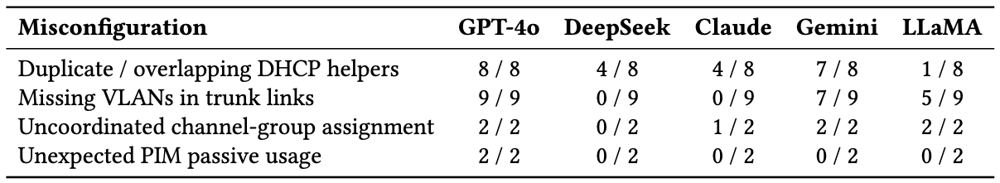 Misconfiguration GPT-4o DeepSeek Claude Gemini LLaMA
Duplicate / overlapping DHCP helpers 8 / 8 4 / 8 4 / 8 7 / 8 1 / 8
Missing VLANs in trunk links 9 / 9 0 / 9 0 / 9 7 / 9 5 / 9
Uncoordinated channel-group assignment 2 / 2 0 / 2 1 / 2 2 / 2 2 / 2
Unexpected PIM passive usage 2 / 2 0 / 2 0 / 2 0 / 2 0 / 2